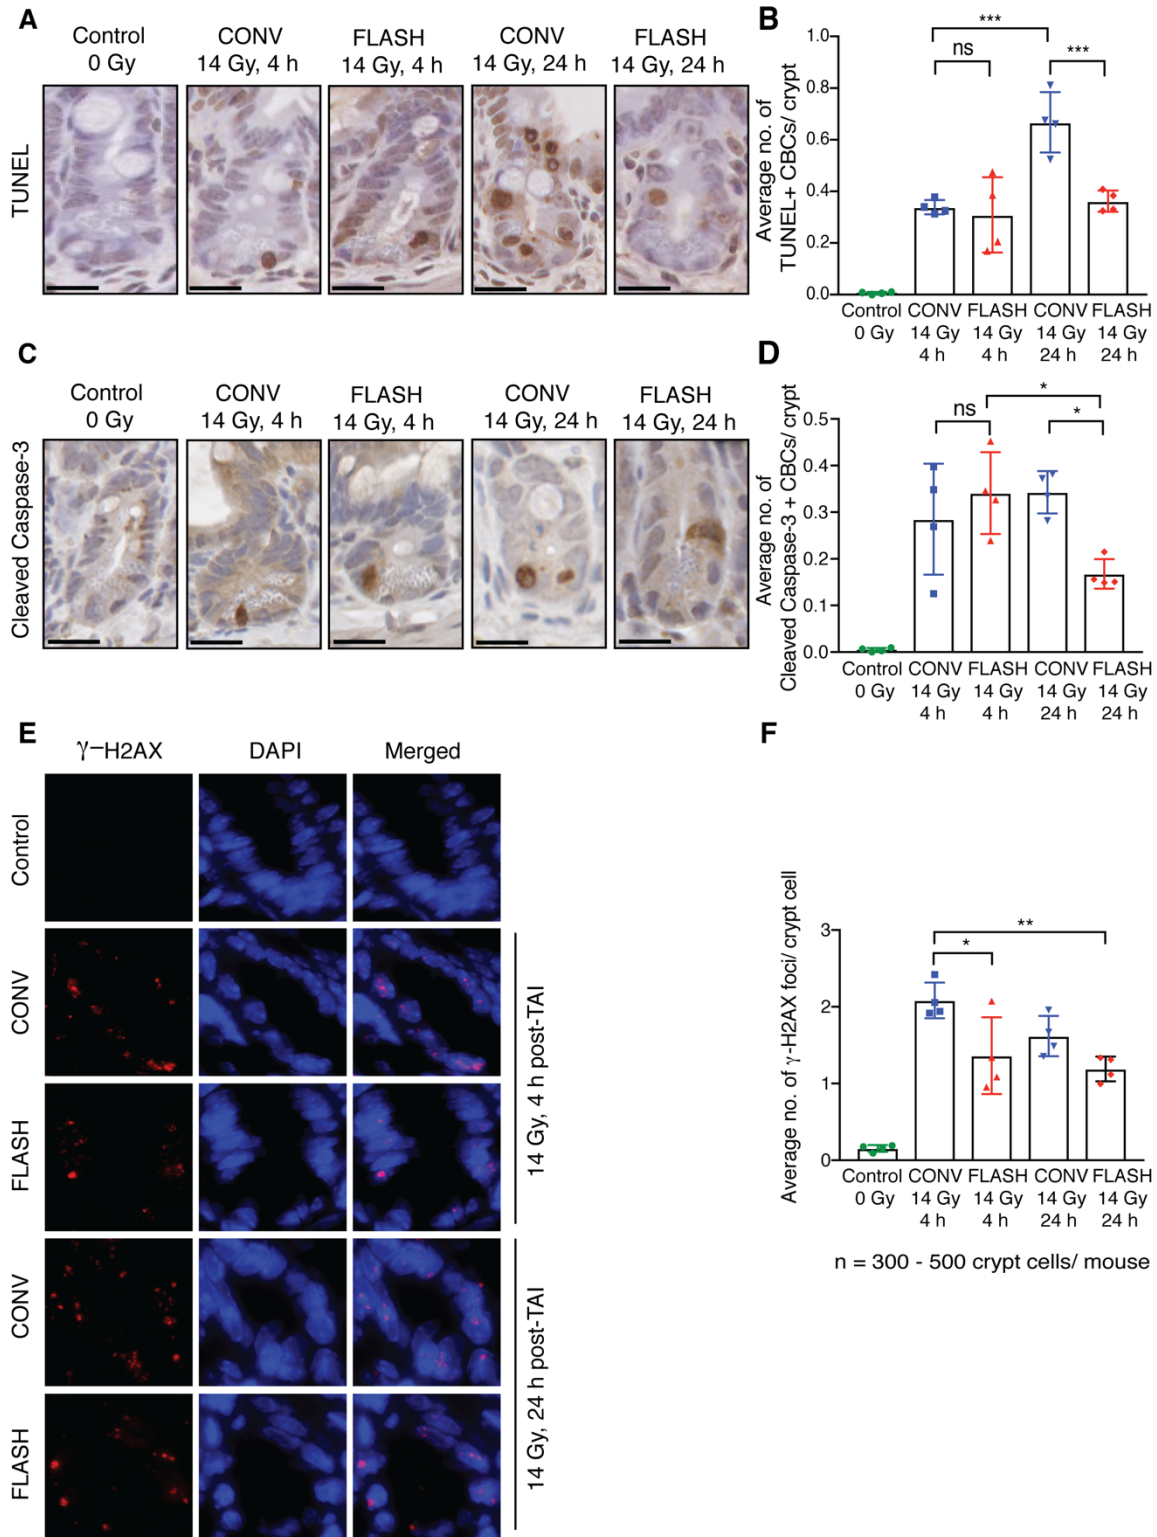 A
Control
0 Gy
CONV
14 Gy, 4 h
FLASH
14 Gy, 4 h
CONV
14 Gy, 24 h
FLASH
14 Gy, 24 h
TUNEL
B
Average no. of
TUNEL+ CBCs/ crypt
1.0
0.8
0.6
0.4
0.2
0.0
***
ns
***
Control
0 Gy
CONV
14 Gy
4 h
FLASH
14 Gy
4 h
CONV
14 Gy
24 h
FLASH
14 Gy
24 h
C
Control
0 Gy
CONV
14 Gy, 4 h
FLASH
14 Gy, 4 h
CONV
14 Gy, 24 h
FLASH
14 Gy, 24 h
Cleaved Caspase-3
D
Average no. of
Cleaved Caspase-3 + CBCs/ crypt
0.5
0.4
0.3
0.2
0.1
0.0
*
ns
*
Control
0 Gy
CONV
14 Gy
4 h
FLASH
14 Gy
4 h
CONV
14 Gy
24 h
FLASH
14 Gy
24 h
E
γ–H2AX
DAPI
Merged
Control
CONV
FLASH
CONV
FLASH
14 Gy, 4 h post-TAI
14 Gy, 24 h post-TAI
F
Average no. of γ-H2AX foci/ crypt cell
3
2
1
0
**
*
Control
0 Gy
CONV
14 Gy
4 h
FLASH
14 Gy
4 h
CONV
14 Gy
24 h
FLASH
14 Gy
24 h
n = 300 - 500 crypt cells/ mouse